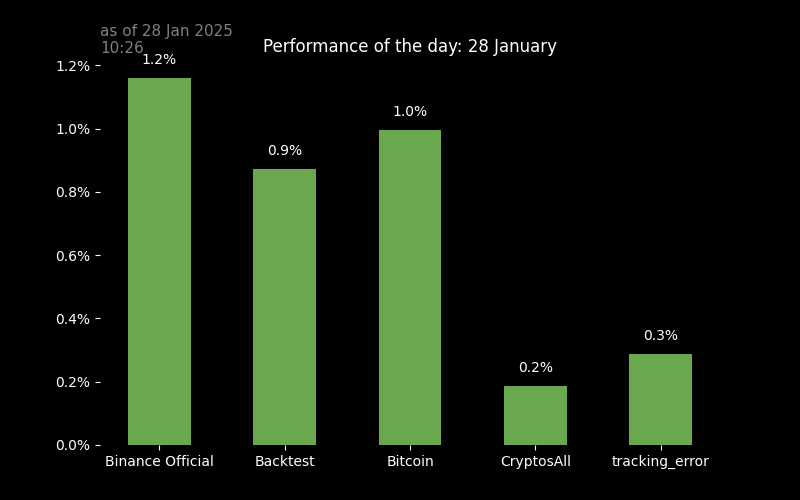 as of 28 Jan 2025
10:26
Performance of the day: 28 January
1.2%
1.0%
0.8%
0.6%
0.4%
0.2%
0.0%
1.2%
0.9%
1.0%
0.2%
0.3%
Binance Official
Backtest
Bitcoin
CryptosAll
tracking_error